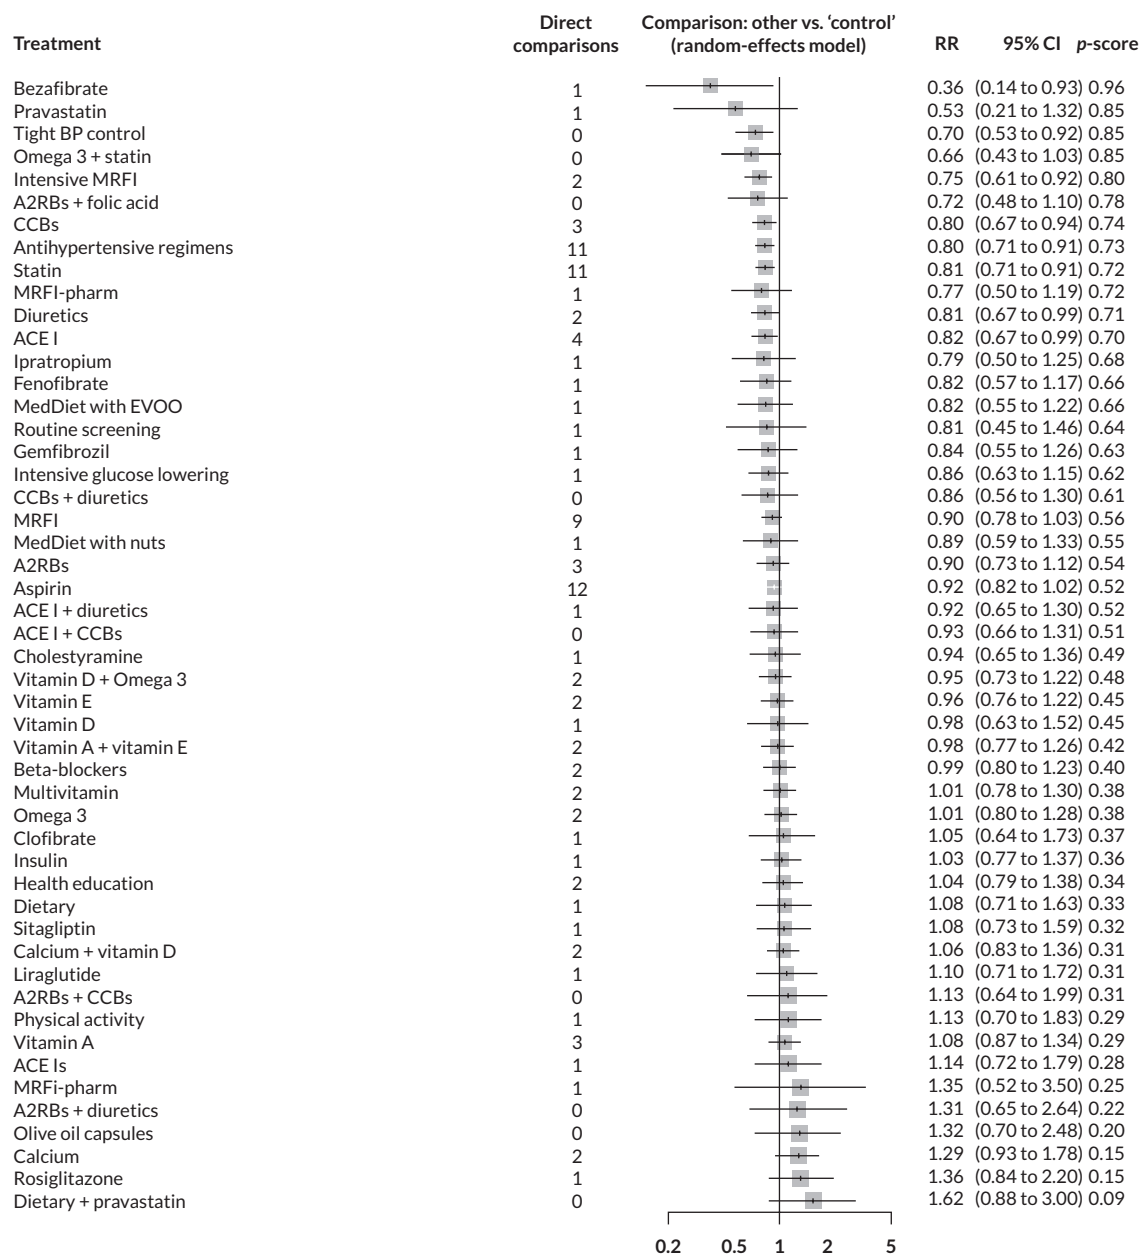 Treatment Direct comparisons Comparison: other vs. ‘control’ (random-effects model) RR 95% CI p-score
Bezafibrate 1 0.36 (0.14 to 0.93) 0.96
Pravastatin 1 0.53 (0.21 to 1.32) 0.85
Tight BP control 0 0.70 (0.53 to 0.92) 0.85
Omega 3 + statin 0 0.66 (0.43 to 1.03) 0.85
Intensive MRFI 2 0.75 (0.61 to 0.92) 0.80
A2RBs + folic acid 0 0.72 (0.48 to 1.10) 0.78
CCBs 3 0.80 (0.67 to 0.94) 0.74
Antihypertensive regimens 11 0.80 (0.71 to 0.91) 0.73
Statin 11 0.81 (0.71 to 0.91) 0.72
MRFI-pharm 1 0.77 (0.50 to 1.19) 0.72
Diuretics 2 0.81 (0.67 to 0.99) 0.71
ACE I 4 0.82 (0.67 to 0.99) 0.70
Ipratropium 1 0.79 (0.50 to 1.25) 0.68
Fenofibrate 1 0.82 (0.57 to 1.17) 0.66
MedDiet with EVOO 1 0.82 (0.55 to 1.22) 0.66
Routine screening 1 0.81 (0.45 to 1.46) 0.64
Gemfibrozil 1 0.84 (0.55 to 1.26) 0.63
Intensive glucose lowering 1 0.86 (0.63 to 1.15) 0.62
CCBs + diuretics 0 0.86 (0.56 to 1.30) 0.61
MRFI 9 0.90 (0.78 to 1.03) 0.56
MedDiet with nuts 1 0.89 (0.59 to 1.33) 0.55
A2RBs 3 0.90 (0.73 to 1.12) 0.54
Aspirin 12 0.92 (0.82 to 1.02) 0.52
ACE I + diuretics 1 0.92 (0.65 to 1.30) 0.52
ACE I + CCBs 0 0.93 (0.66 to 1.31) 0.51
Cholestyramine 1 0.94 (0.65 to 1.36) 0.49
Vitamin D + Omega 3 2 0.95 (0.73 to 1.22) 0.48
Vitamin E 2 0.96 (0.76 to 1.22) 0.45
Vitamin D 1 0.98 (0.63 to 1.52) 0.45
Vitamin A + vitamin E 2 0.98 (0.77 to 1.26) 0.42
Beta-blockers 2 0.99 (0.80 to 1.23) 0.40
Multivitamin 2 1.01 (0.78 to 1.30) 0.38
Omega 3 2 1.01 (0.80 to 1.28) 0.38
Clofibrate 1 1.05 (0.64 to 1.73) 0.37
Insulin 1 1.03 (0.77 to 1.37) 0.36
Health education 2 1.04 (0.79 to 1.38) 0.34
Dietary 1 1.08 (0.71 to 1.63) 0.33
Sitagliptin 1 1.08 (0.73 to 1.59) 0.32
Calcium + vitamin D 2 1.06 (0.83 to 1.36) 0.31
Liraglutide 1 1.10 (0.71 to 1.72) 0.31
A2RBs + CCBs 0 1.13 (0.64 to 1.99) 0.31
Physical activity 1 1.13 (0.70 to 1.83) 0.29
Vitamin A 3 1.08 (0.87 to 1.34) 0.29
ACE Is 1 1.14 (0.72 to 1.79) 0.28
MRFi-pharm 1 1.35 (0.52 to 3.50) 0.25
A2RBs + diuretics 0 1.31 (0.65 to 2.64) 0.22
Olive oil capsules 0 1.32 (0.70 to 2.48) 0.20
Calcium 2 1.29 (0.93 to 1.78) 0.15
Rosiglitazone 1 1.36 (0.84 to 2.20) 0.15
Dietary + pravastatin 0 1.62 (0.88 to 3.00) 0.09
0.2 0.5 1 2 5